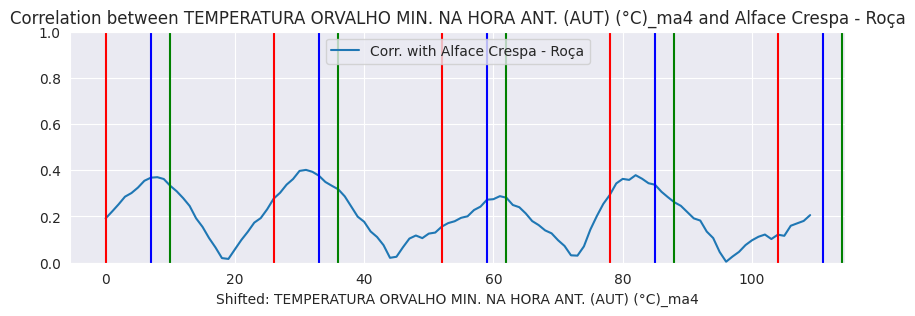 Correlation between TEMPERATURA ORVALHO MIN. NA HORA ANT. (AUT) (°C)_ma4 and Alface Crespa - Roça
1.0
Corr. with Alface Crespa - Roça
0.8
0.6
0.4
0.2
0.0
0 20 40 60 80 100
Shifted: TEMPERATURA ORVALHO MIN. NA HORA ANT. (AUT) (°C)_ma4